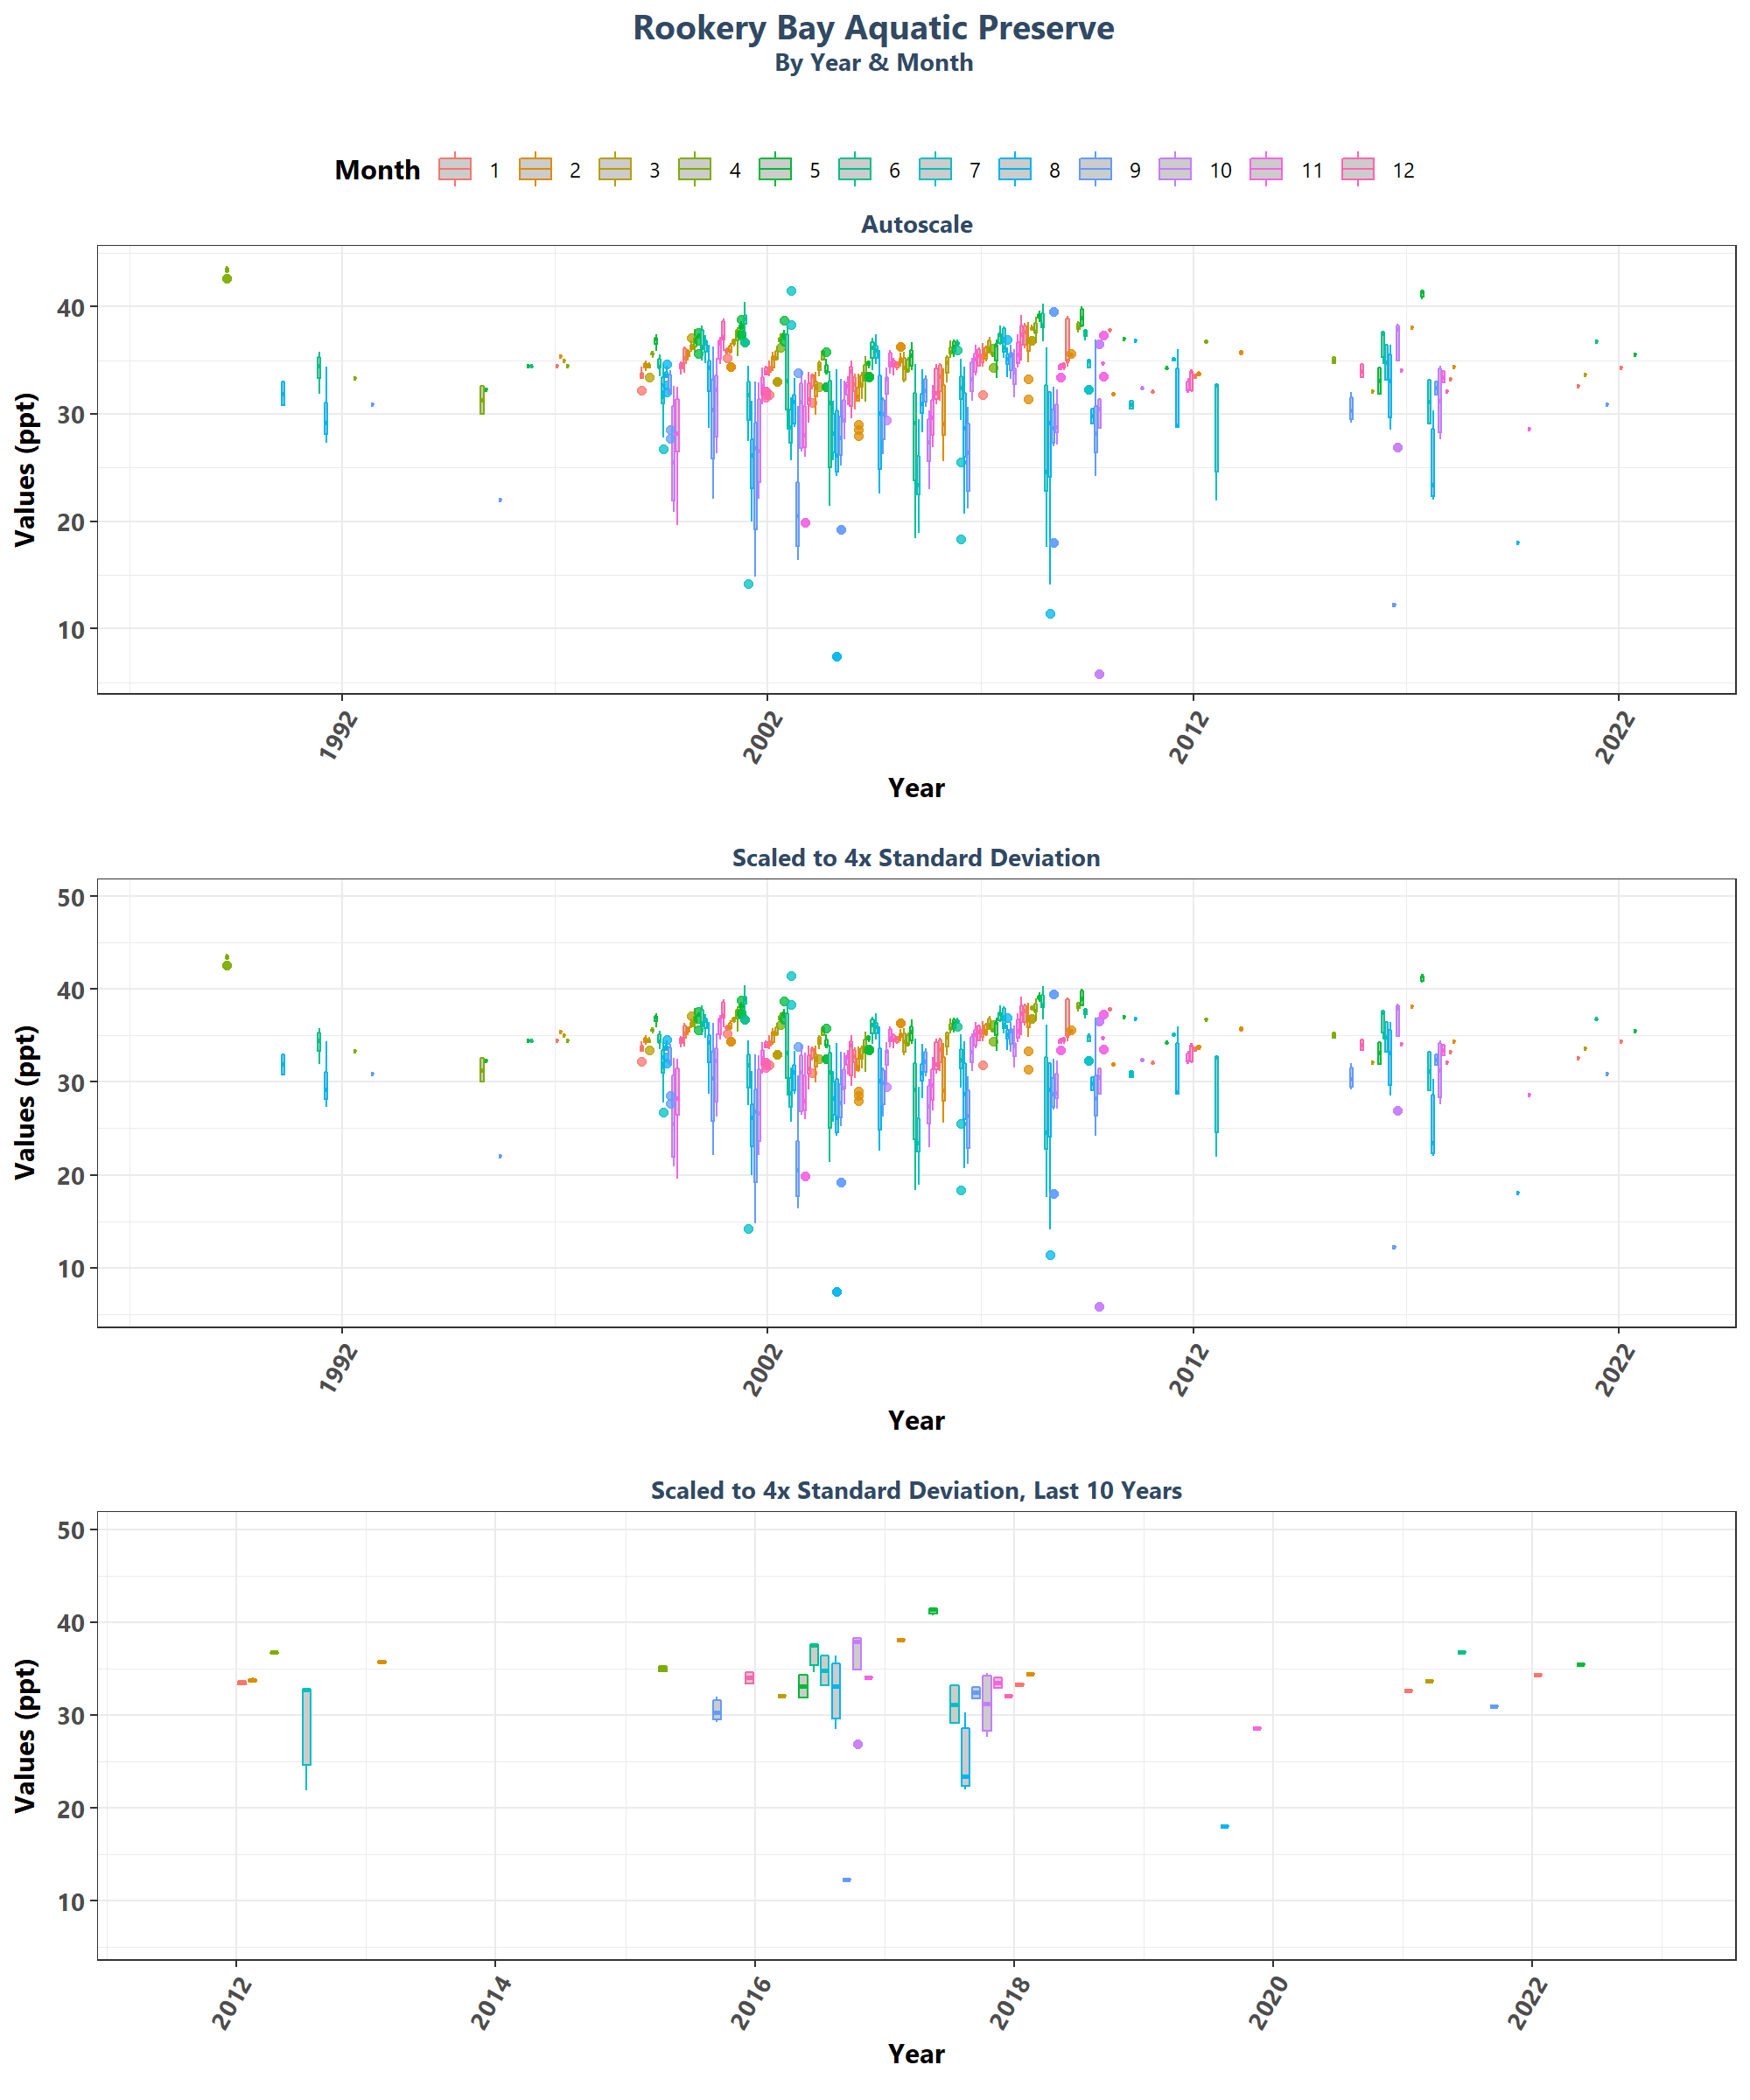 Rookery Bay Aquatic Preserve
By Year & Month
Month 1 2 3 4 5 6 7 8 9 10 11 12
Autoscale
Values (ppt)
40
30
20
10
1992 2002 2012 2022
Year
Scaled to 4x Standard Deviation
Values (ppt)
50
40
30
20
10
1992 2002 2012 2022
Year
Scaled to 4x Standard Deviation, Last 10 Years
Values (ppt)
50
40
30
20
10
2012 2014 2016 2018 2020 2022
Year